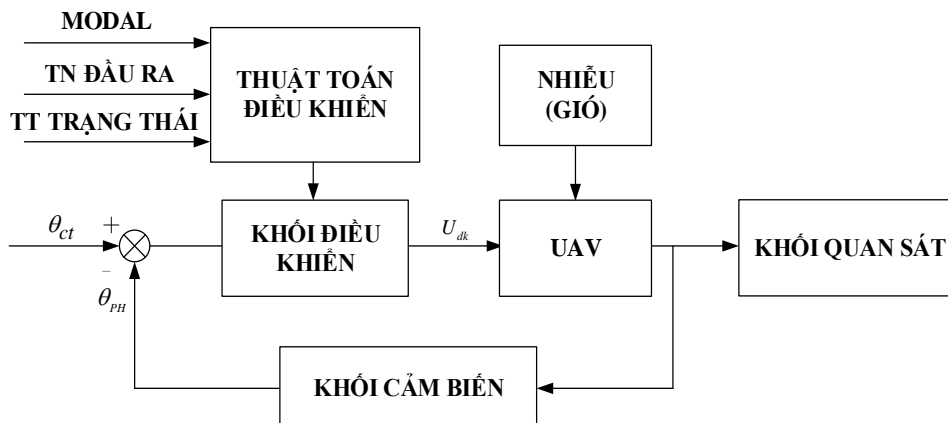 MODAL
TN ĐẦU RA
TT TRẠNG THÁI
THUẬT TOÁN
ĐIỀU KHIỂN
NHIỄU
(GIÓ)
θct
+
−
θPH
KHỐI ĐIỀU
KHIỂN
Udk
UAV
KHỐI QUAN SÁT
KHỐI CẢM BIẾN